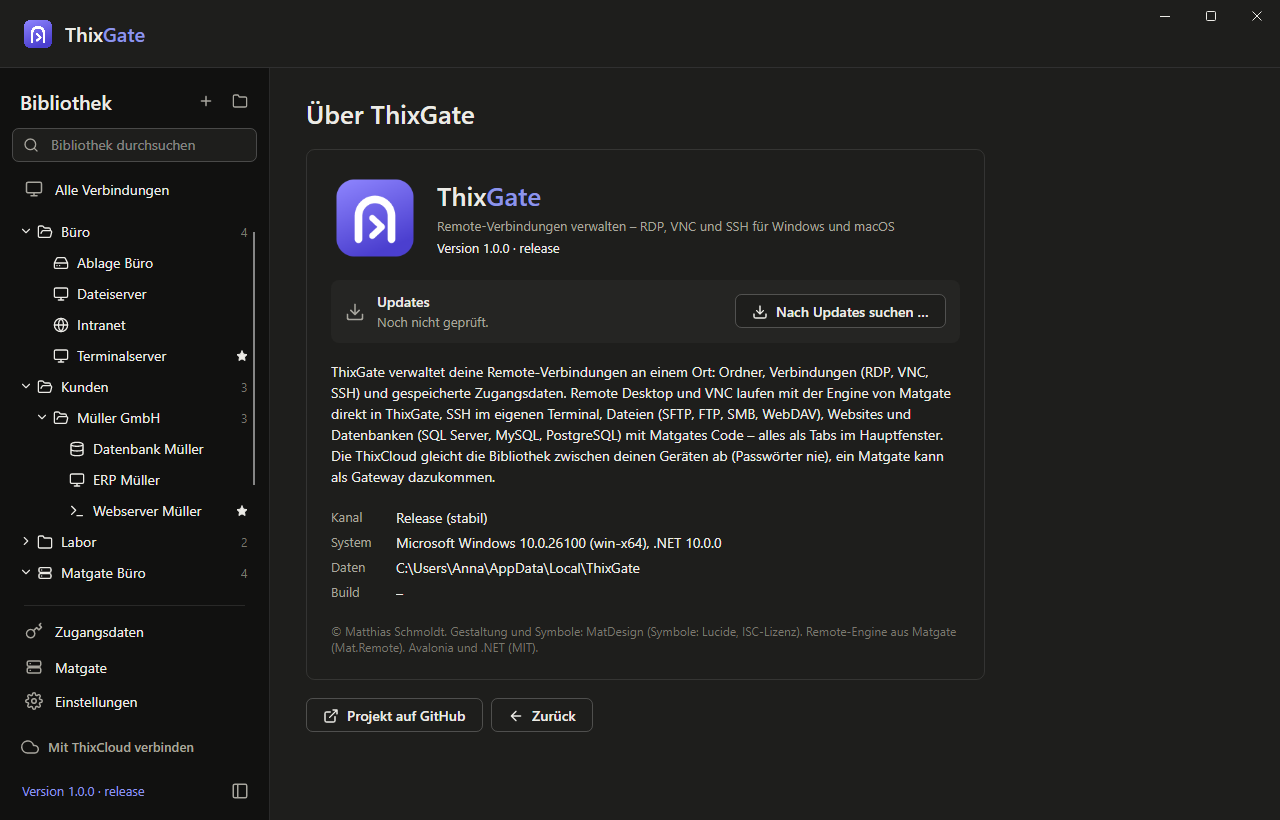 ThixGate
Bibliothek
Bibliothek durchsuchen
Alle Verbindungen
Büro 4
Ablage Büro
Dateiserver
Intranet
Terminalserver
Kunden 3
Müller GmbH 3
Datenbank Müller
ERP Müller
Webserver Müller
Labor 2
Matgate Büro 4
Zugangsdaten
Matgate
Einstellungen
Mit ThixCloud verbinden
Version 1.0.0 · release
Über ThixGate
ThixGate
Remote-Verbindungen verwalten – RDP, VNC und SSH für Windows und macOS
Version 1.0.0 · release
Updates
Noch nicht geprüft.
Nach Updates suchen ...
ThixGate verwaltet deine Remote-Verbindungen an einem Ort: Ordner, Verbindungen (RDP, VNC,
SSH) und gespeicherte Zugangsdaten. Remote Desktop und VNC laufen mit der Engine von Matgate
direkt in ThixGate, SSH im eigenen Terminal, Dateien (SFTP, FTP, SMB, WebDAV), Websites und
Datenbanken (SQL Server, MySQL, PostgreSQL) mit Matgates Code – alles als Tabs im Hauptfenster.
Die ThixCloud gleicht die Bibliothek zwischen deinen Geräten ab (Passwörter nie), ein Matgate kann
als Gateway dazukommen.
Kanal Release (stabil)
System Microsoft Windows 10.0.26100 (win-x64), .NET 10.0.0
Daten C:\Users\Anna\AppData\Local\ThixGate
Build –
© Matthias Schmoldt. Gestaltung und Symbole: MatDesign (Symbole: Lucide, ISC-Lizenz). Remote-Engine aus Matgate
(Mat.Remote). Avalonia und .NET (MIT).
Projekt auf GitHub
Zurück